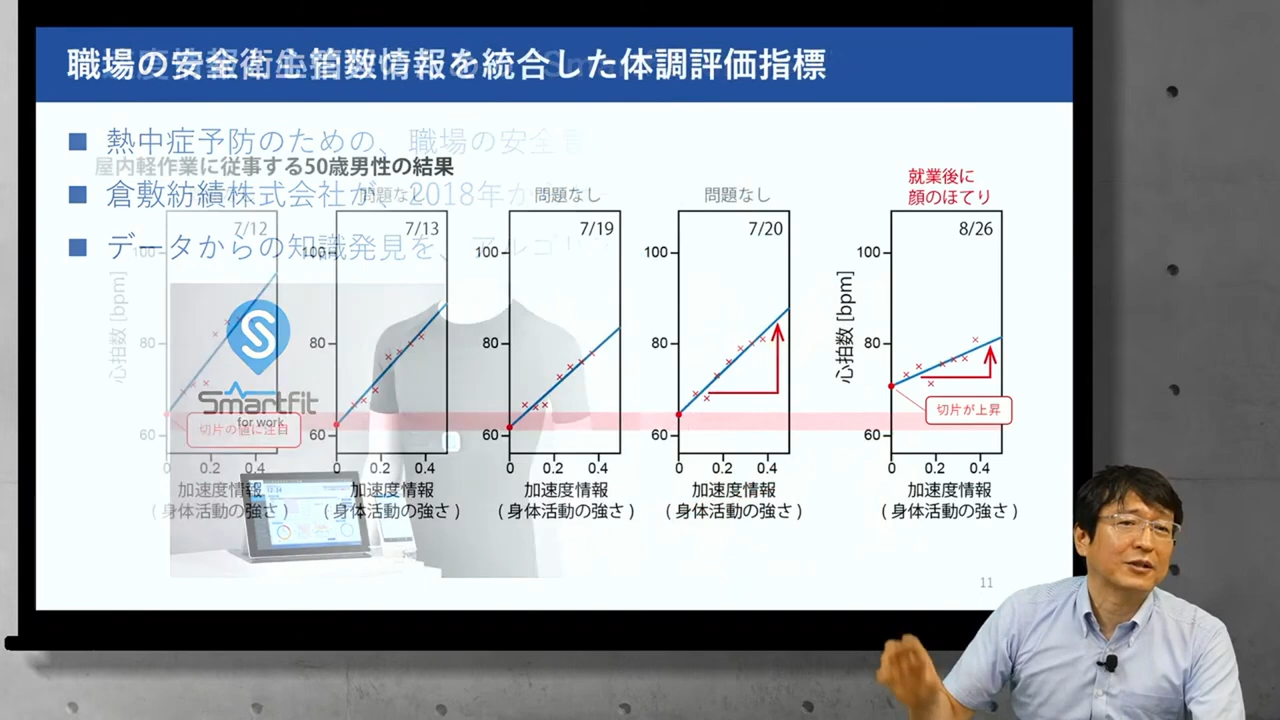 職場の安全衛生
心拍数情報を統合した体調評価指標
熱中症予防のための、職場の安全
屋内軽作業に従事する50歳男性の結果
倉敷紡績株式会社が、2018年か
データからの知識発見を、アルゴリ
問題なし
問題なし
問題なし
就業後に
顔のほてり
7/12
7/13
7/19
7/20
8/26
100
100
100
100
100
心拍数 [bpm]
心拍数 [bpm]
80
80
80
80
Smartfit
for work
切片の値に注目
切片が上昇
60
60
60
60
60
0 0.2 0.4
0 0.2 0.4
0 0.2 0.4
0 0.2 0.4
0 0.2 0.4
加速度情報
(身体活動の強さ)
加速度情報
(身体活動の強さ)
加速度情報
(身体活動の強さ)
加速度情報
(身体活動の強さ)
加速度情報
(身体活動の強さ)
11